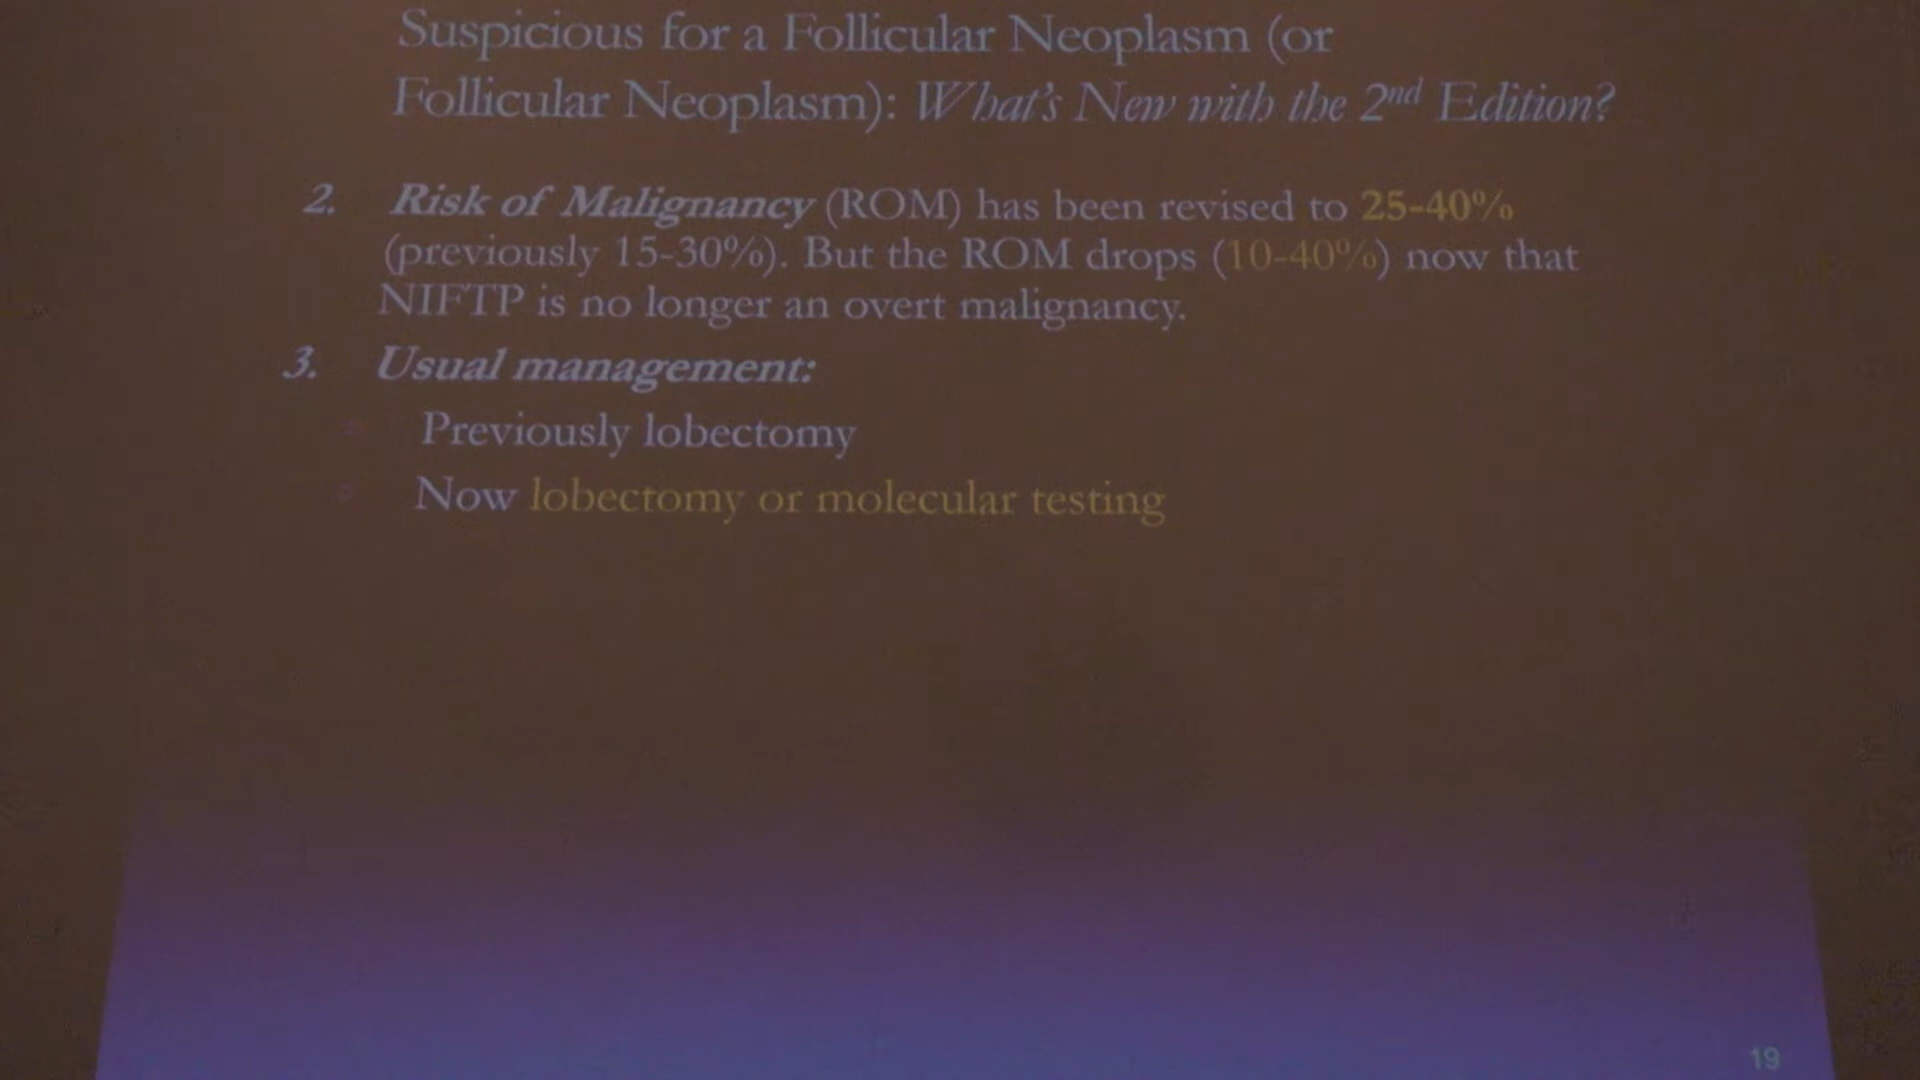 Suspicious for a Follicular Neoplasm (or
Follicular Neoplasm): What's New with the 2nd Edition?
2. Risk of Malignancy (ROM) has been revised to 25-40%
(previously 15-30%). But the ROM drops (10-40%) now that
NIFTP is no longer an overt malignancy.
3. Usual management:
Previously lobectomy
Now lobectomy or molecular testing
19